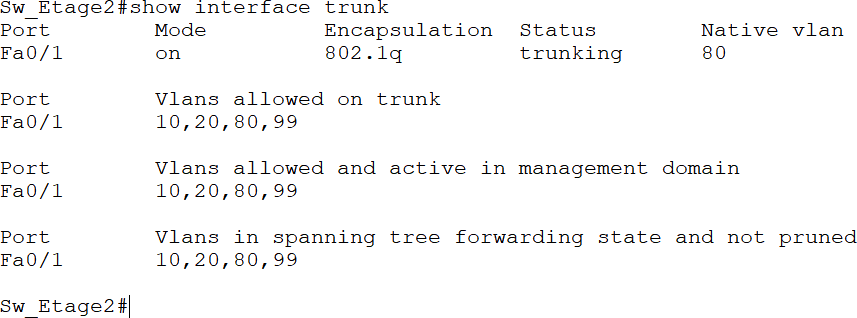 Sw_Etage2#show interface trunk
Port        Mode         Encapsulation  Status        Native vlan
Fa0/1       on           802.1q         trunking      80
Port        Vlans allowed on trunk
Fa0/1       10,20,80,99
Port        Vlans allowed and active in management domain
Fa0/1       10,20,80,99
Port        Vlans in spanning tree forwarding state and not pruned
Fa0/1       10,20,80,99
Sw_Etage2#